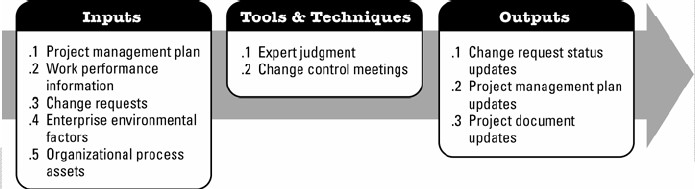 Inputs
.1 Project management plan
.2 Work performance
information
.3 Change requests
.4 Enterprise environmental
factors
.5 Organizational process
assets
Tools & Techniques
.1 Expert judgment
.2 Change control meetings
Outputs
.1 Change request status
updates
.2 Project management plan
updates
.3 Project document
updates